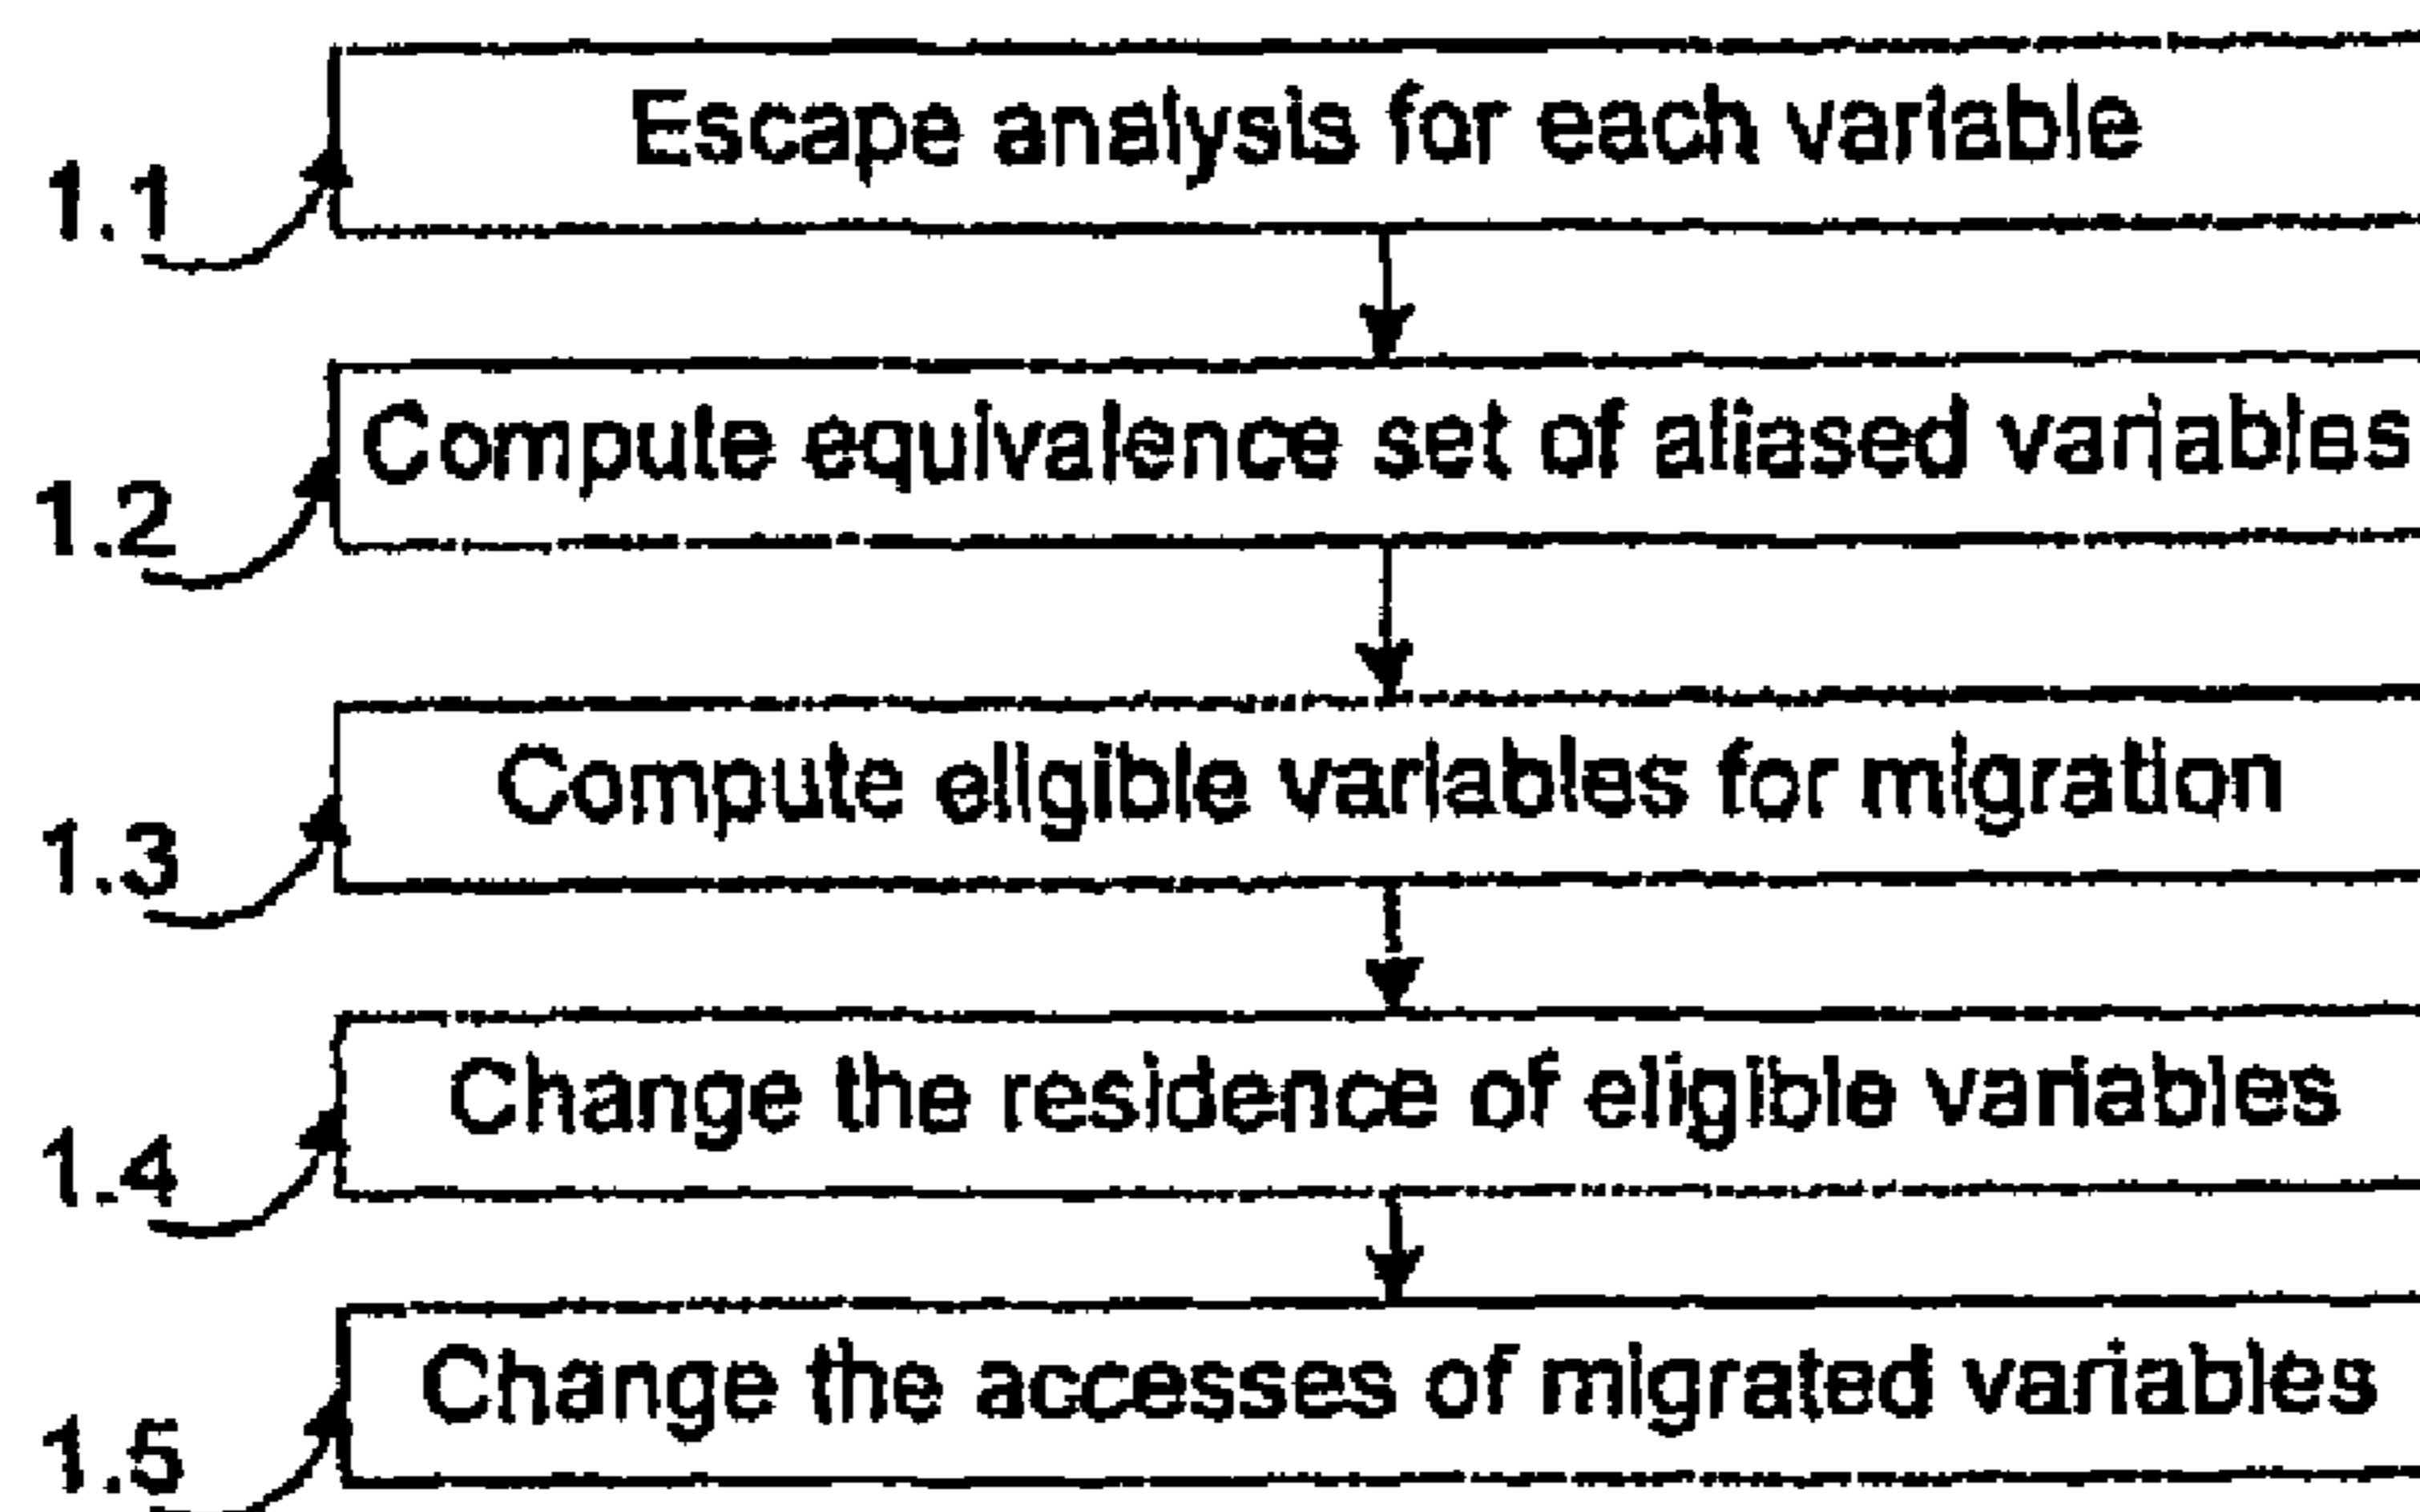 Escape analysis for each variable
1.1
Compute equivalence set of aliased variables
1.2
Compute eligible variables for migration
1.3
Change the residence of eligible variables
1.4
Change the accesses of migrated variables
1.5